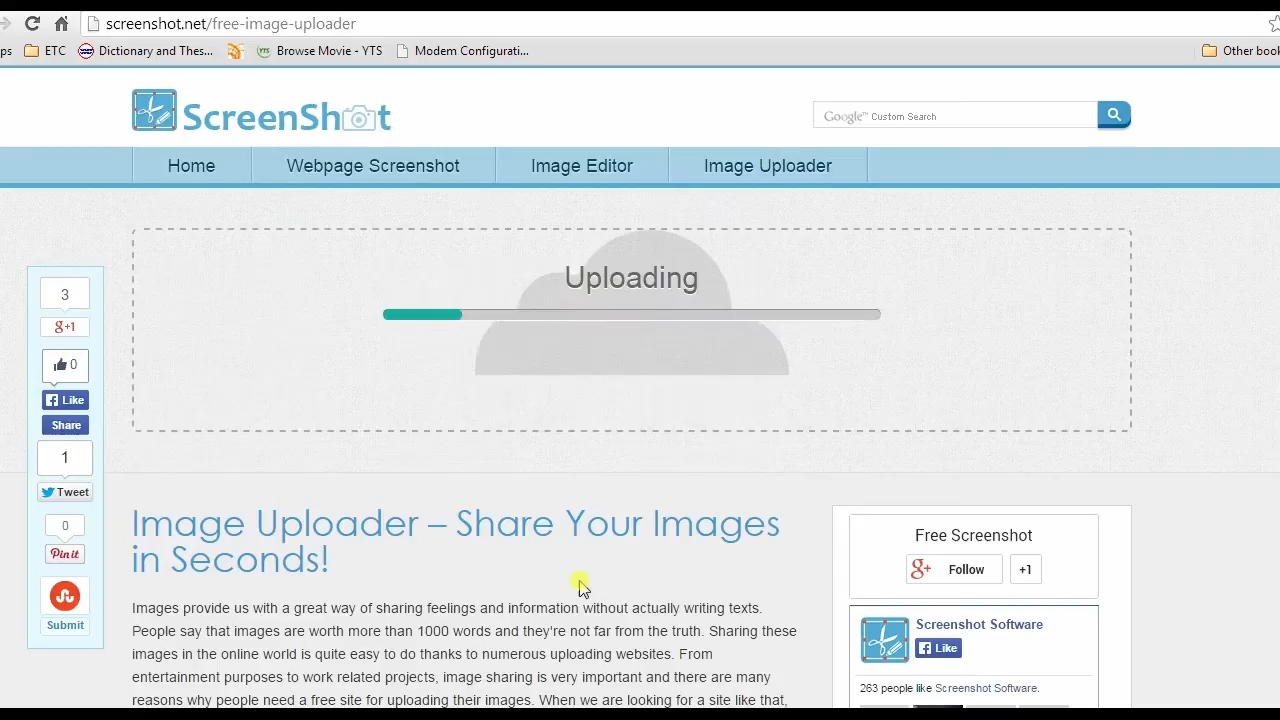 screenshot.net/free-image-uploader
ps
ETC
Dictionary and Thes...
YTS
Browse Movie - YTS
Modem Configurati...
Other book
ScreenShot
Google™ Custom Search
Home
Webpage Screenshot
Image Editor
Image Uploader
Uploading
3
g+1
0
Like
Share
1
Tweet
0
Pin it
Submit
Image Uploader – Share Your Images
in Seconds!
Images provide us with a great way of sharing feelings and information without actually writing texts.
People say that images are worth more than 1000 words and they're not far from the truth. Sharing these
images in the online world is quite easy to do thanks to numerous uploading websites. From
entertainment purposes to work related projects, image sharing is very important and there are many
reasons why people need a free site for uploading their images. When we are looking for a site like that,
Free Screenshot
g+ Follow
+1
Screenshot Software
Like
263 people like Screenshot Software.